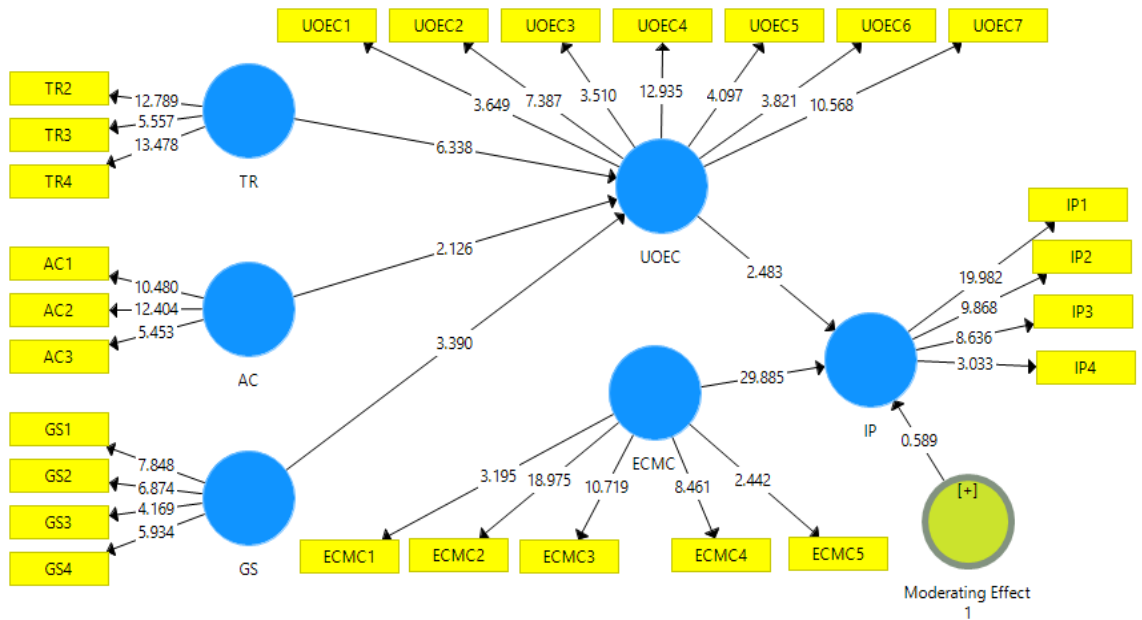 UOEC1 UOEC2 UOEC3 UOEC4 UOEC5 UOEC6 UOEC7
3.649 7.387 3.510 12.935 4.097 3.821 10.568
TR2
TR3
TR4
12.789
5.557
13.478
TR
6.338
UOEC
AC1
AC2
AC3
10.480
12.404
5.453
AC
2.126
2.483
IP1
IP2
IP3
IP4
19.982
9.868
8.636
3.033
IP
GS1
GS2
GS3
GS4
7.848
6.874
4.169
5.934
GS
3.390
29.885
ECMC
3.195 18.975 10.719 8.461 2.442
ECMC1 ECMC2 ECMC3 ECMC4 ECMC5
0.589
[+]
Moderating Effect
1